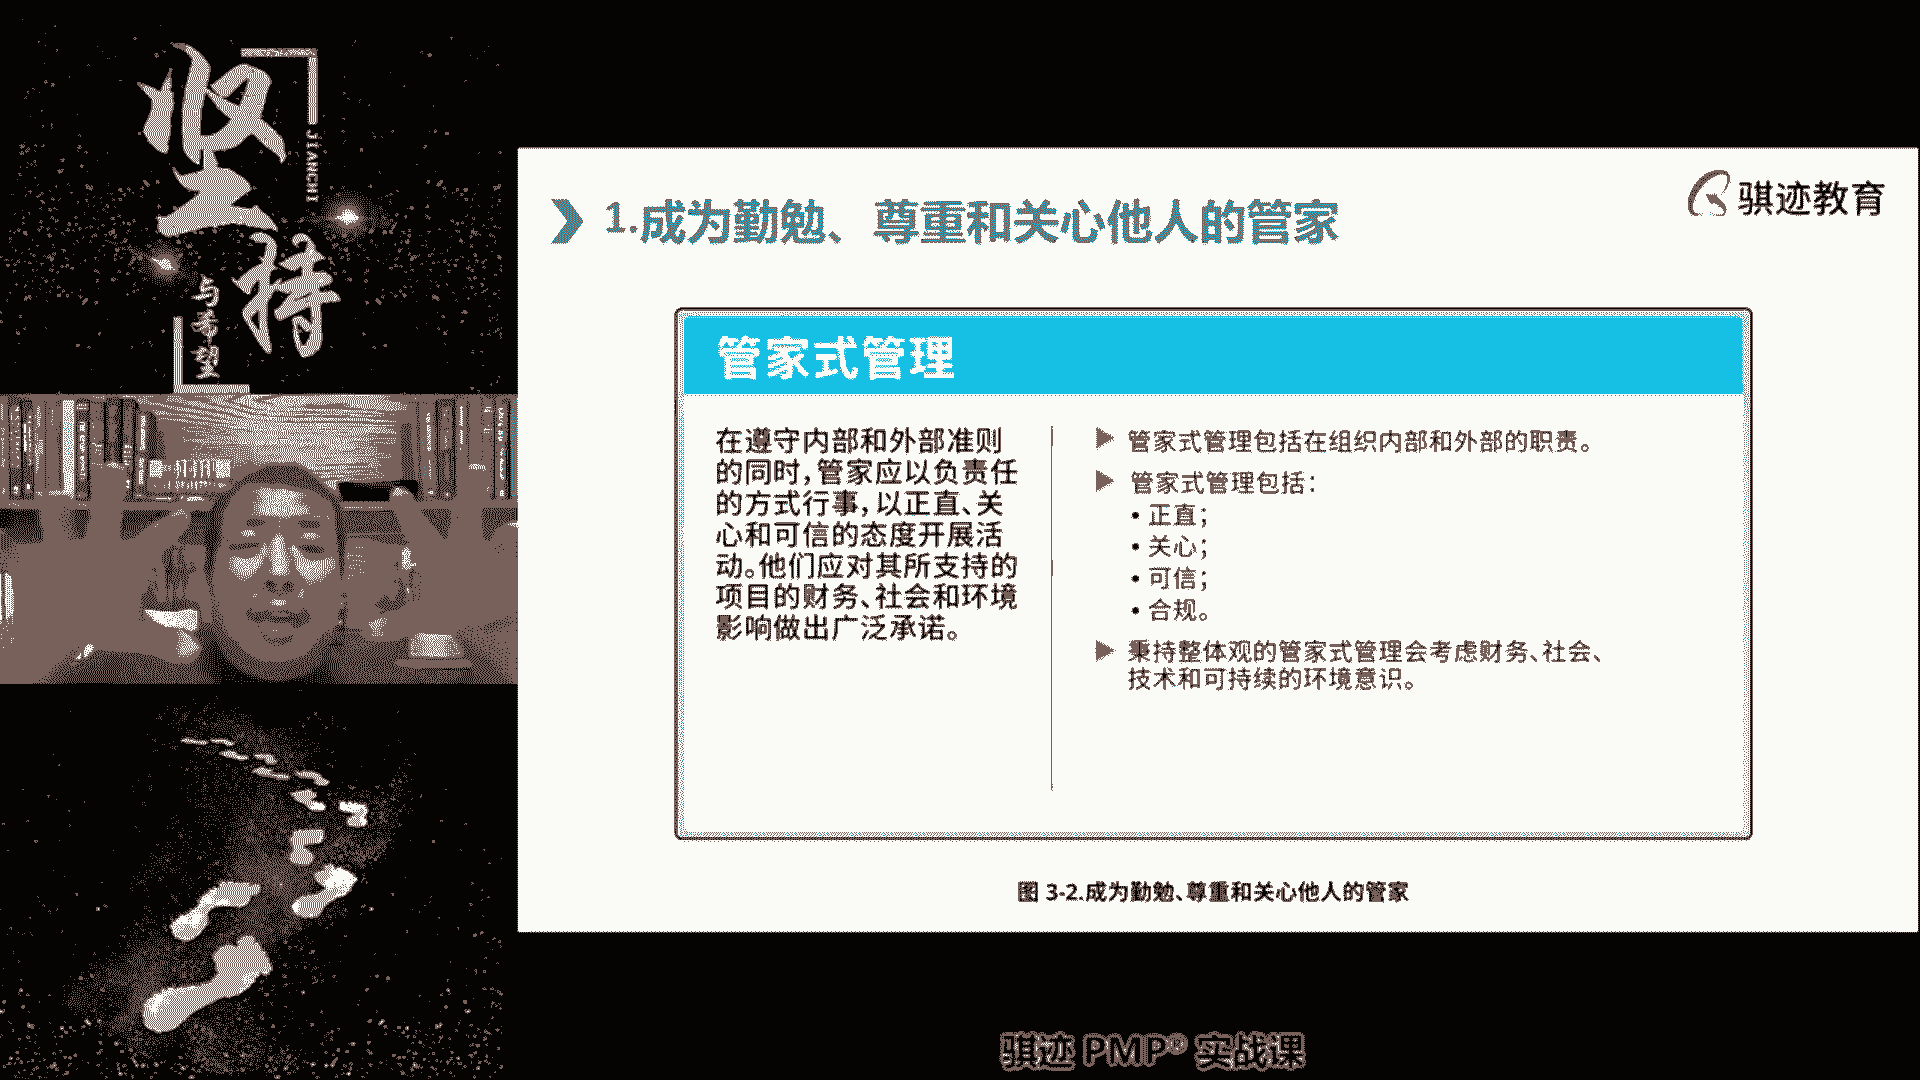 坚持
JIANCHI
与希望
骐迹教育
1.成为勤勉、尊重和关心他人的管家
管家式管理
在遵守内部和外部准则
的同时,管家应以负责任
的方式行事,以正直、关
心和可信的态度开展活
动。他们应对其所支持的
项目的财务、社会和环境
影响做出广泛承诺。
管家式管理包括在组织内部和外部的职责。
管家式管理包括:
• 正直;
• 关心;
• 可信;
• 合规。
秉持整体观的管家式管理会考虑财务、社会、
技术和可持续的环境意识。
图 3-2.成为勤勉、尊重和关心他人的管家
骐迹 PMP® 实战课